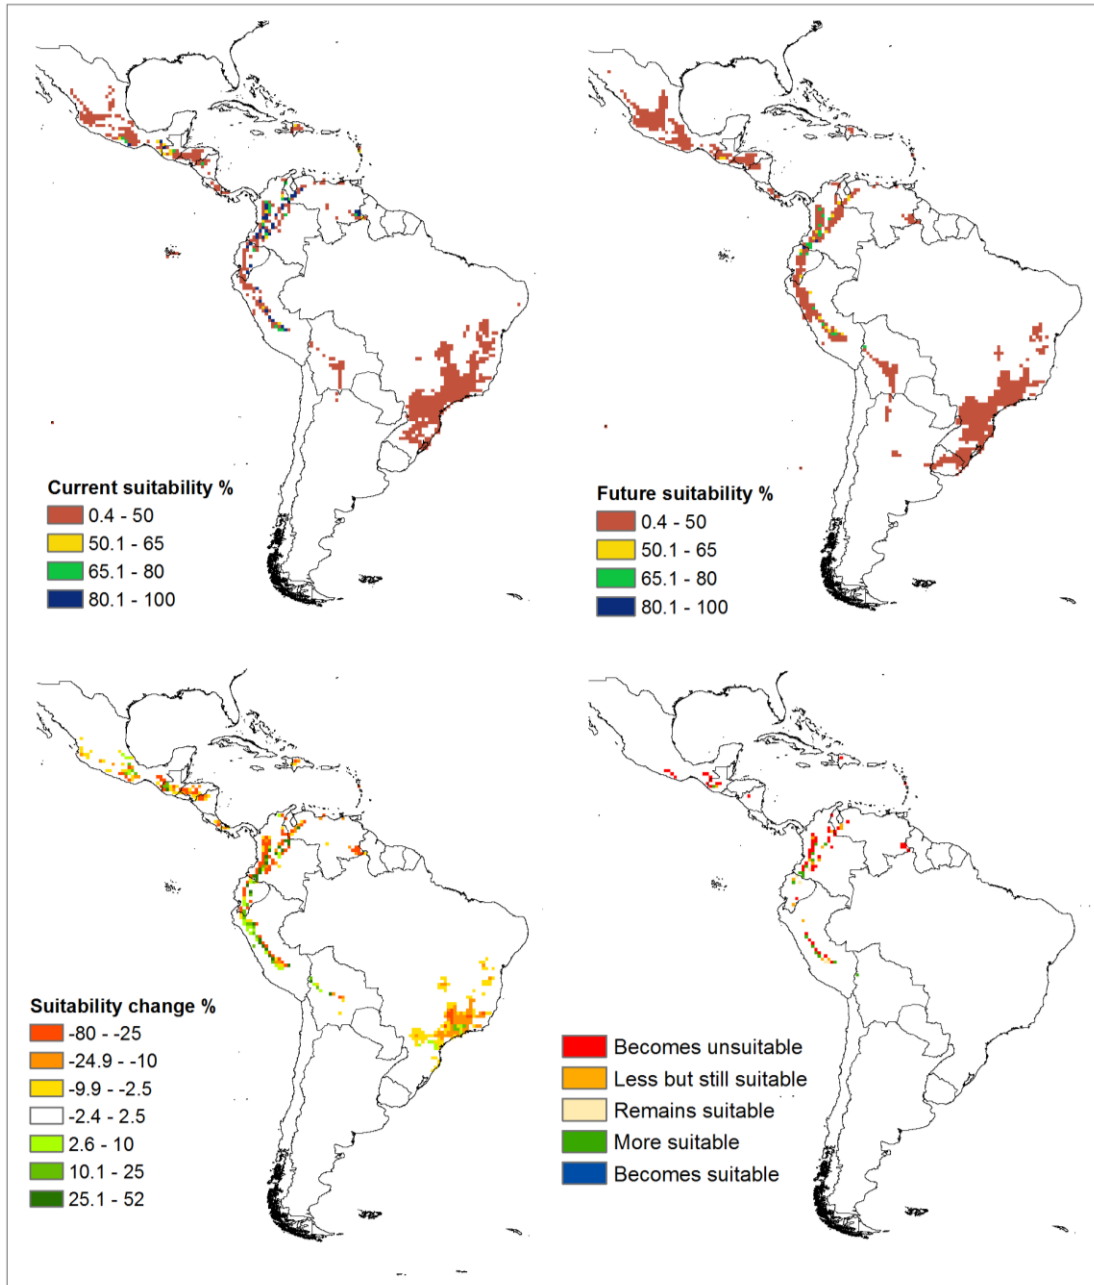 Current suitability %
0.4 - 50
50.1 - 65
65.1 - 80
80.1 - 100
Future suitability %
0.4 - 50
50.1 - 65
65.1 - 80
80.1 - 100
Suitability change %
-80 - -25
-24.9 - -10
-9.9 - -2.5
-2.4 - 2.5
2.6 - 10
10.1 - 25
25.1 - 52
Becomes unsuitable
Less but still suitable
Remains suitable
More suitable
Becomes suitable